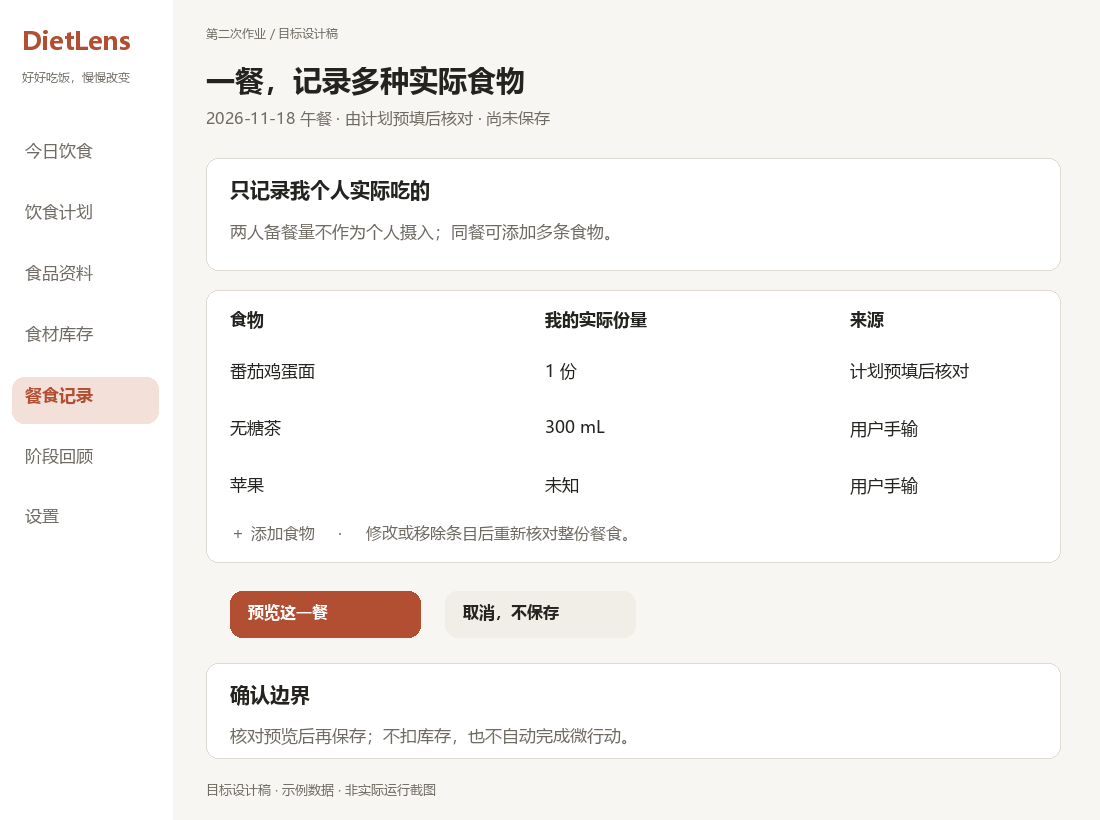 DietLens
好好吃饭，慢慢改变
今日饮食
饮食计划
食品资料
食材库存
餐食记录
阶段回顾
设置
第二次作业 / 目标设计稿
一餐，记录多种实际食物
2026-11-18 午餐 · 由计划预填后核对 · 尚未保存
只记录我个人实际吃的
两人备餐量不作为个人摄入；同餐可添加多条食物。
食物 我的实际份量 来源
番茄鸡蛋面 1 份 计划预填后核对
无糖茶 300 mL 用户手输
苹果 未知 用户手输
+ 添加食物 · 修改或移除条目后重新核对整份餐食。
预览这一餐 取消，不保存
确认边界
核对预览后再保存；不扣库存，也不自动完成微行动。
目标设计稿 · 示例数据 · 非实际运行截图